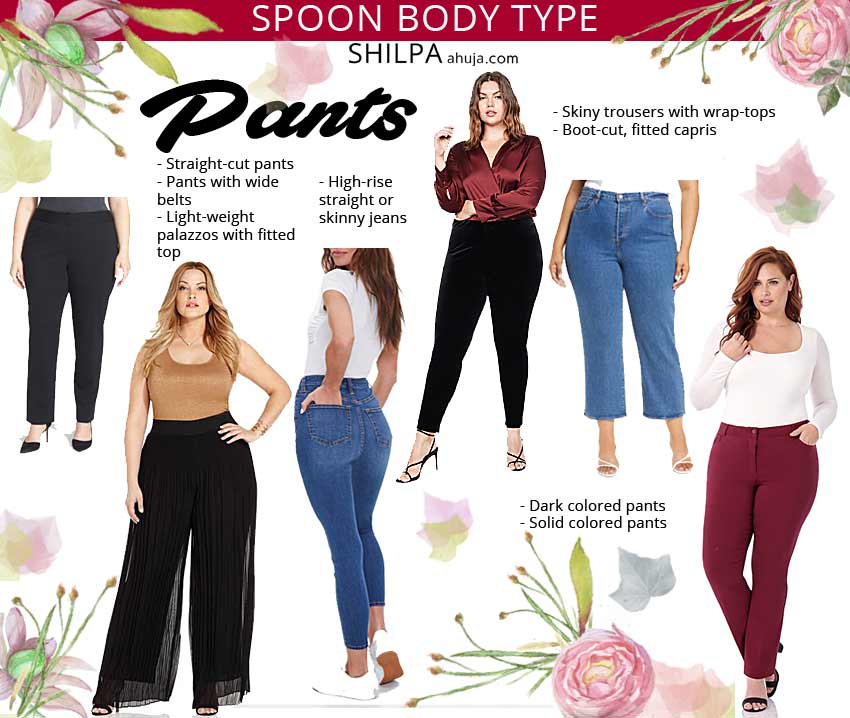 SPOON BODY TYPE
SHILPA ahuja.com
Pants
- Straight-cut pants
- Pants with wide
belts
- Light-weight
palazzos with fitted
top
- High-rise
straight or
skinny jeans
- Skiny trousers with wrap-tops
- Boot-cut, fitted capris
- Dark colored pants
- Solid colored pants